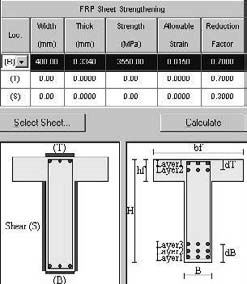 FRP Sheet Strengthening
Loc. Width (mm) Thick (mm) Strength (MPa) Allowable Strain Reduction Factor
(B) 400.00 0.3340 3550.00 0.0150 0.7000
(T) 0.00 0.0000 0.00 0.0000 0.7000
(S) 0.00 0.0000 0.00 0.0000 0.3000
Select Sheet...
Calculate
(T)
Shear (S)
(B)
bf
hf
Layer1
Layer2
dT
H
Layer3
Layer2
Layer1
dB
B